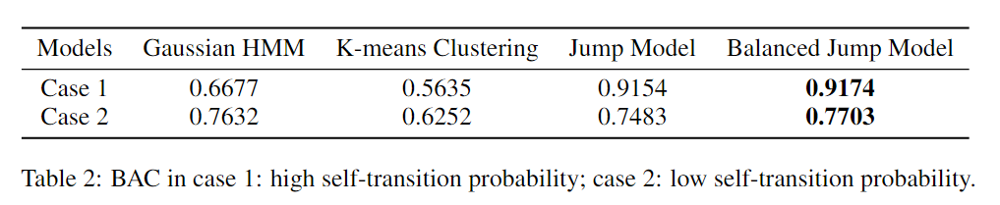 Models Gaussian HMM K-means Clustering Jump Model Balanced Jump Model
Case 1 0.6677 0.5635 0.9154 0.9174
Case 2 0.7632 0.6252 0.7483 0.7703
Table 2: BAC in case 1: high self-transition probability; case 2: low self-transition probability.